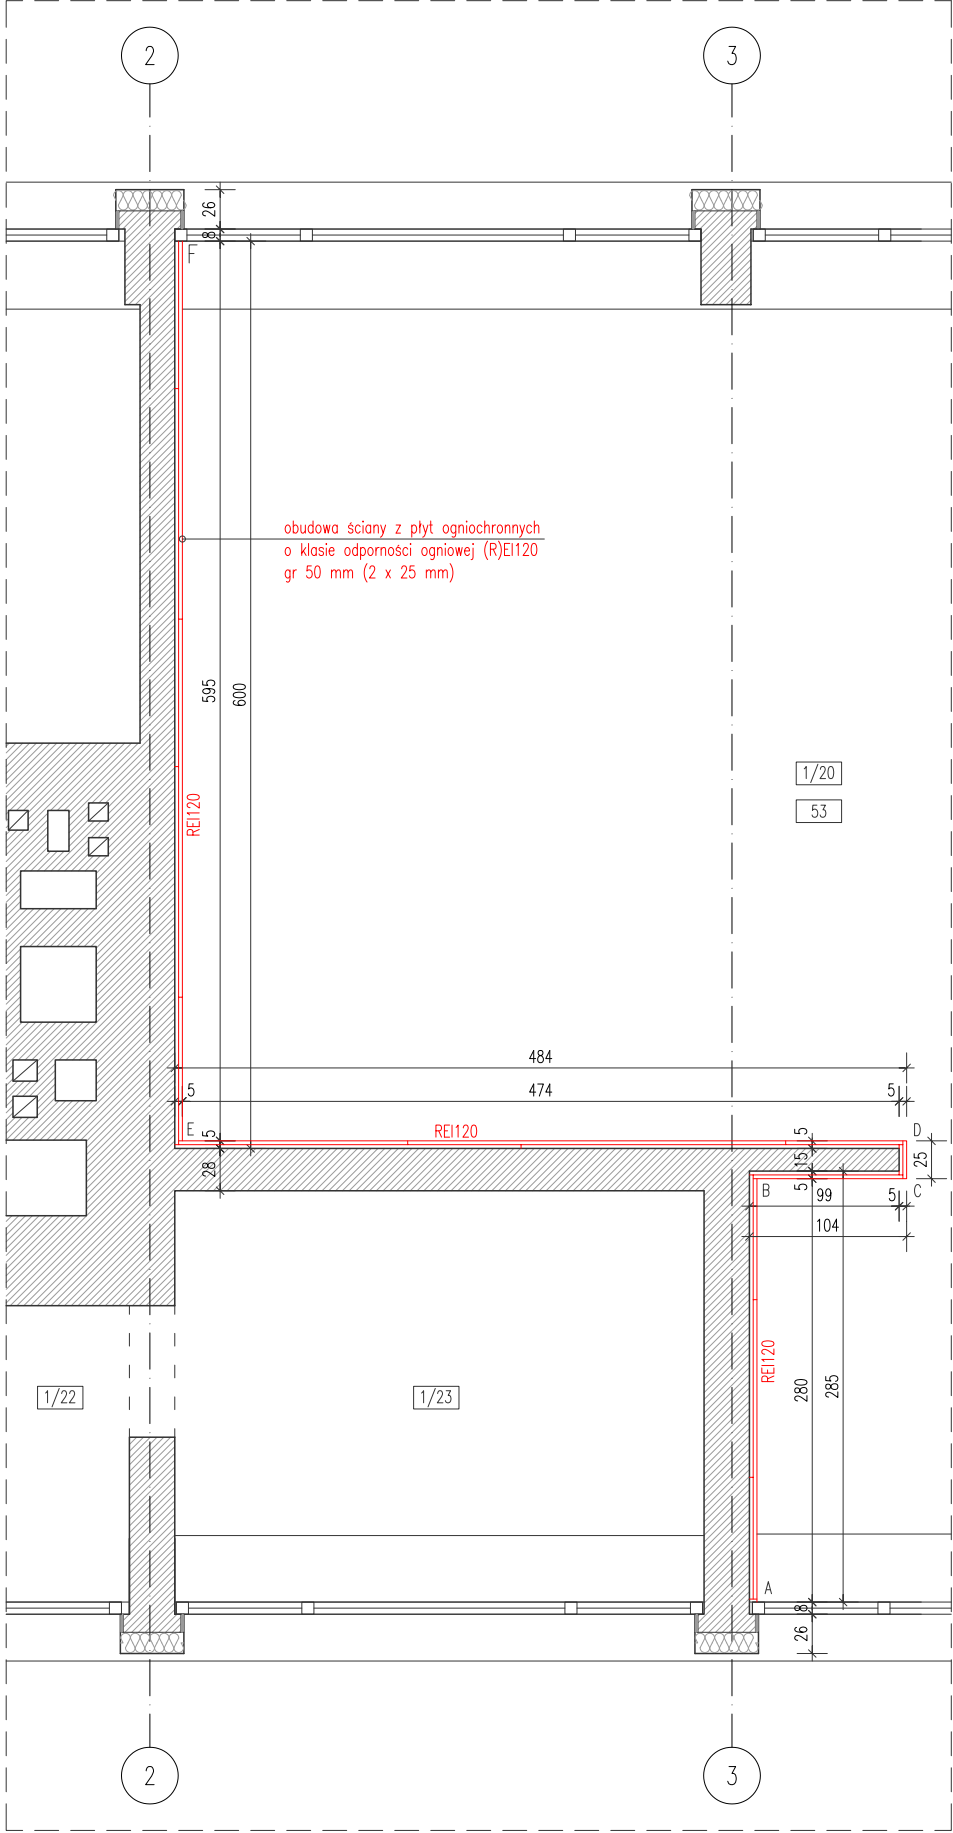 2
3
26
8
F
obudowa ściany z płyt ogniochronnych
o klasie odporności ogniowej (R)EI120
gr 50 mm (2 x 25 mm)
595
600
1/20
53
REI120
484
5
474
5
E
5
REI120
5
D
28
15
25
5
B
99
5
C
104
REI120
280
285
1/22
1/23
A
8
26
2
3